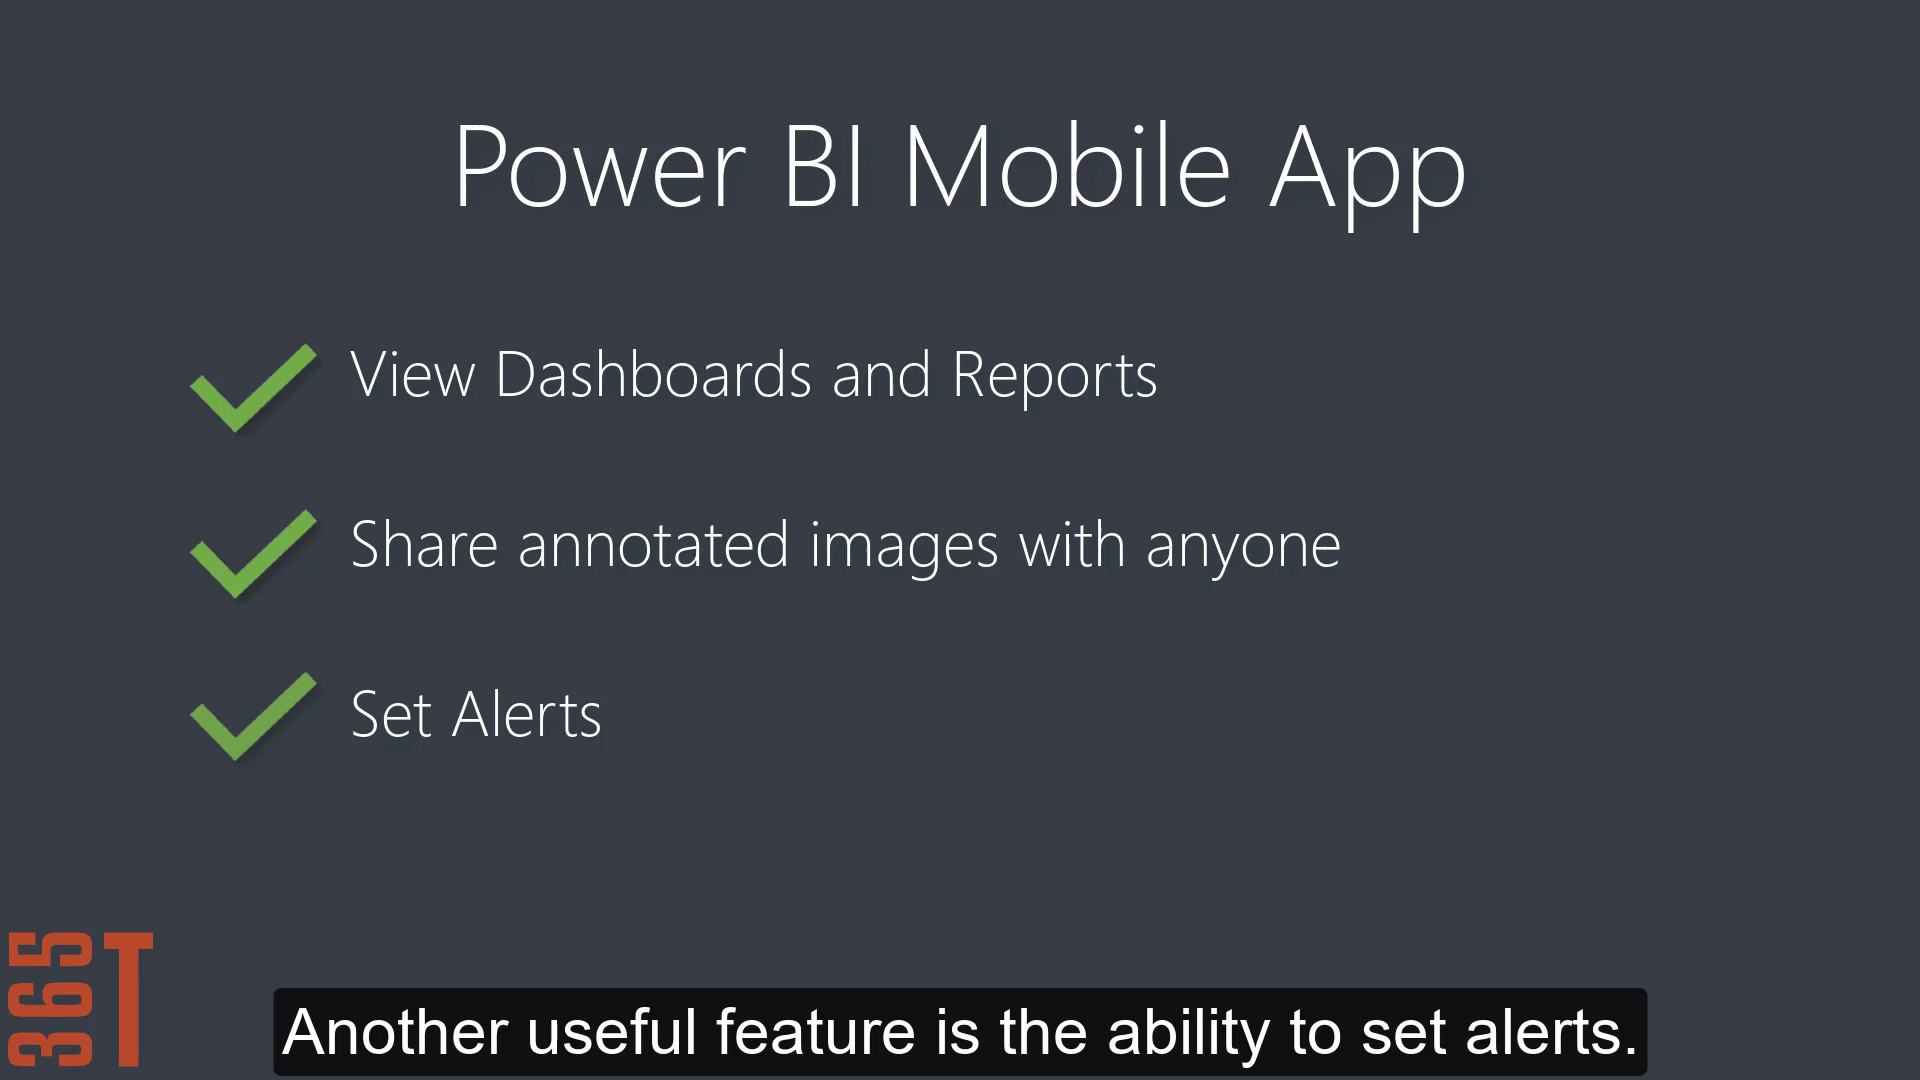 Power BI Mobile App
View Dashboards and Reports
Share annotated images with anyone
Set Alerts
365
T
Another useful feature is the ability to set alerts.